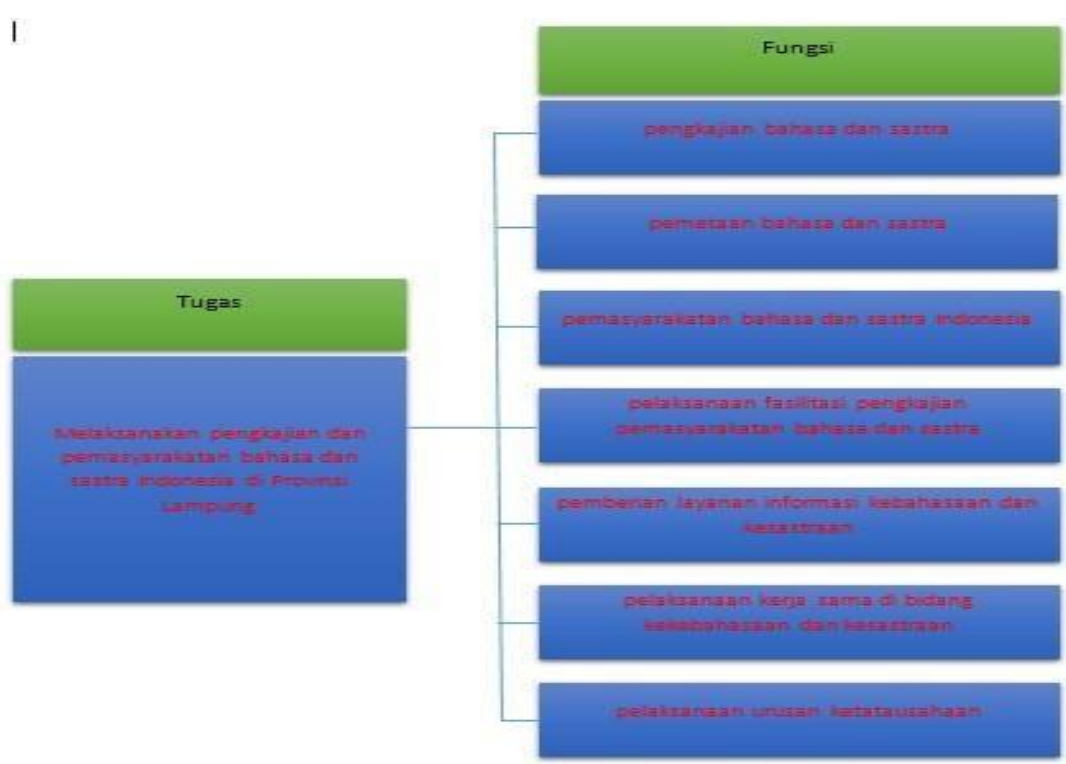 Fungsi
pengkajian bahasa dan sastra
pemetaan bahasa dan sastra
pemasyarakatan bahasa dan sastra Indonesia
pelaksanaan fasilitasi pengkajian
pemasyarakatan bahasa dan sastra
pemberian layanan informasi kebahasaan dan
kesastraan
pelaksanaan kerja sama di bidang
kekebahasaan dan kesastraan
pelaksanaan urusan ketatausahaan
Tugas
Melaksanakan pengkajian dan
pemasyarakatan bahasa dan
sastra Indonesia di Provinsi
Lampung